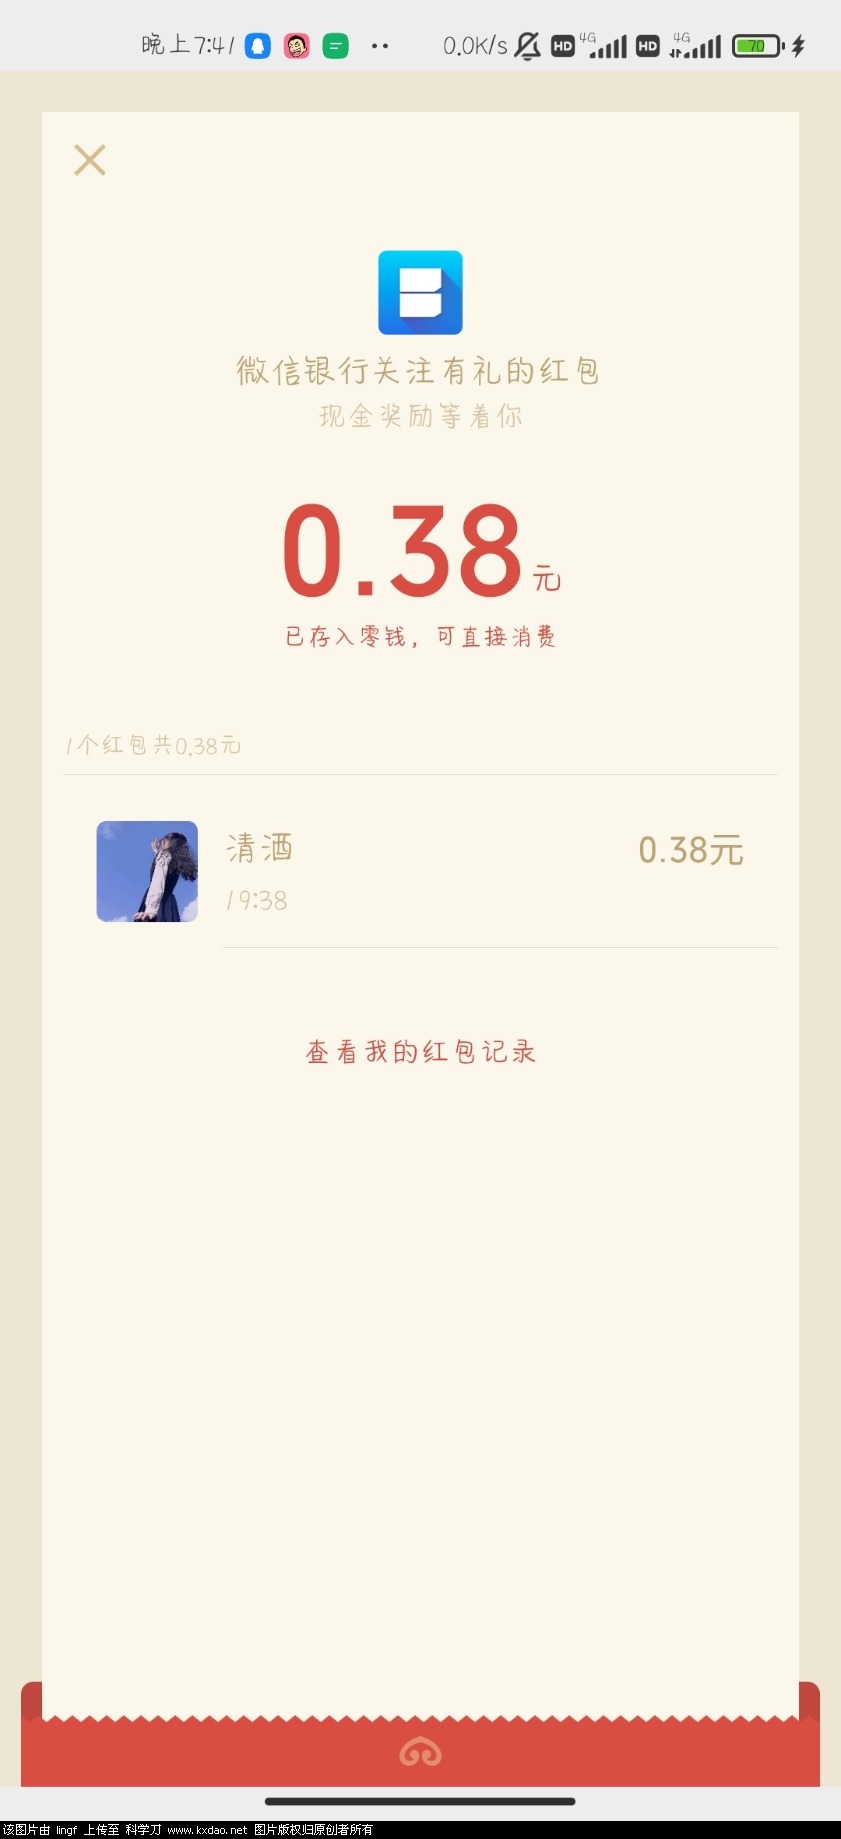 晚上7:41 0.0K/s HD 4G HD 4G 70
微信银行关注有礼的红包
现金奖励等着你
0.38元
已存入零钱，可直接消费
1个红包共0.38元
清酒 0.38元
19:38
查看我的红包记录
该图片由 lingf 上传至 科学刀 www.kxdao.net 图片版权归原创者所有